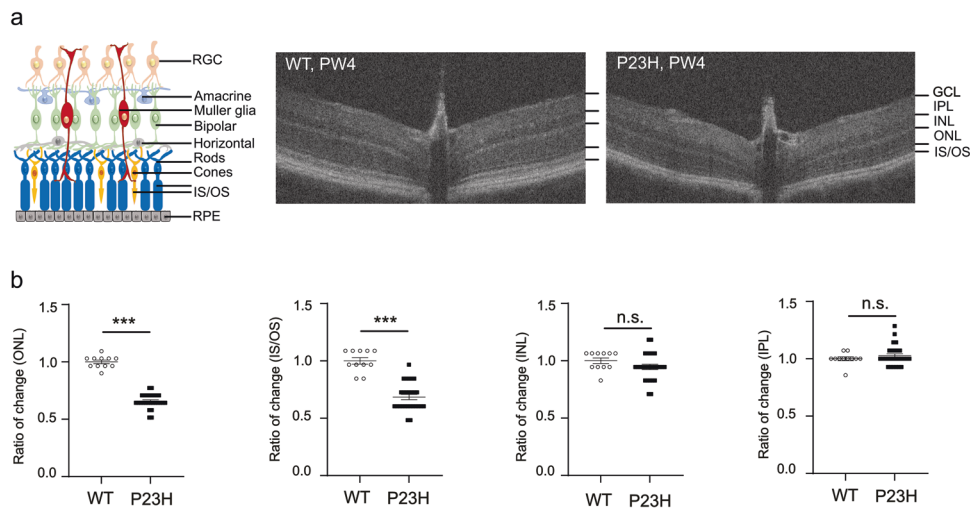 a
RGC
Amacrine
Muller glia
Bipolar
Horizontal
Rods
Cones
IS/OS
RPE
WT, PW4
P23H, PW4
GCL
IPL
INL
ONL
IS/OS
b
Ratio of change (ONL)
1.5
1.0
0.5
0.0
***
WT
P23H
Ratio of change (IS/OS)
1.5
1.0
0.5
0.0
***
WT
P23H
Ratio of change (INL)
1.5
1.0
0.5
0.0
n.s.
WT
P23H
Ratio of change (IPL)
1.5
1.0
0.5
0.0
n.s.
WT
P23H